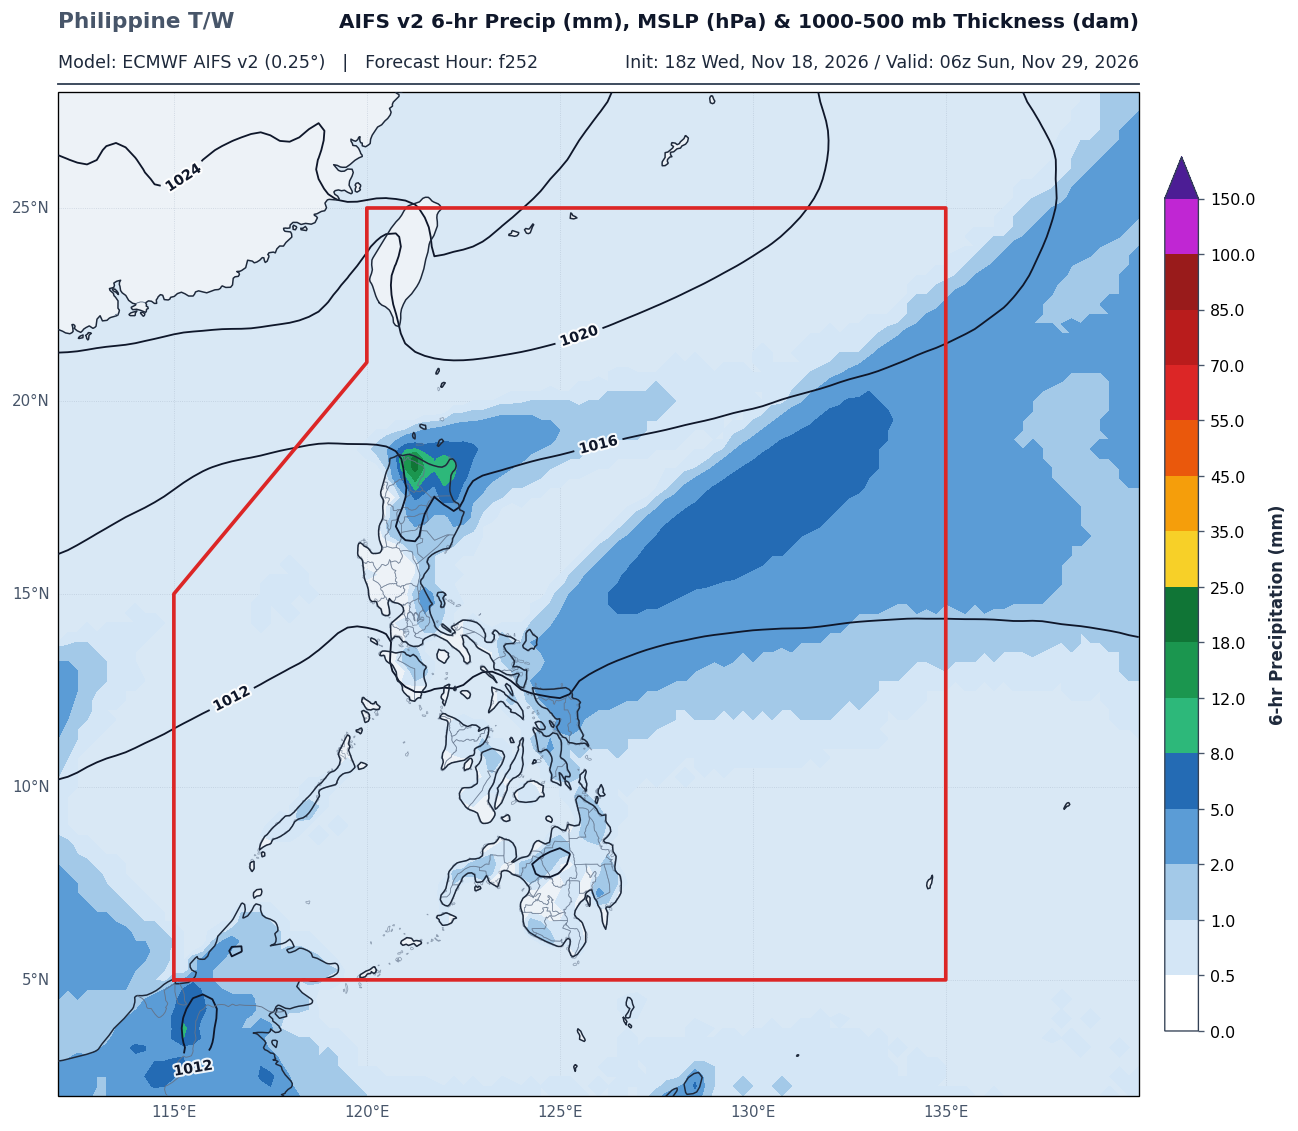 Philippine T/W
AIFS v2 6-hr Precip (mm), MSLP (hPa) & 1000-500 mb Thickness (dam)
Model: ECMWF AIFS v2 (0.25°)   |   Forecast Hour: f252
Init: 18z Wed, Nov 18, 2026 / Valid: 06z Sun, Nov 29, 2026
1024
1020
1016
1012
1012
25°N
20°N
15°N
10°N
5°N
115°E
120°E
125°E
130°E
135°E
150.0
100.0
85.0
70.0
55.0
45.0
35.0
25.0
18.0
12.0
8.0
5.0
2.0
1.0
0.5
0.0
6-hr Precipitation (mm)